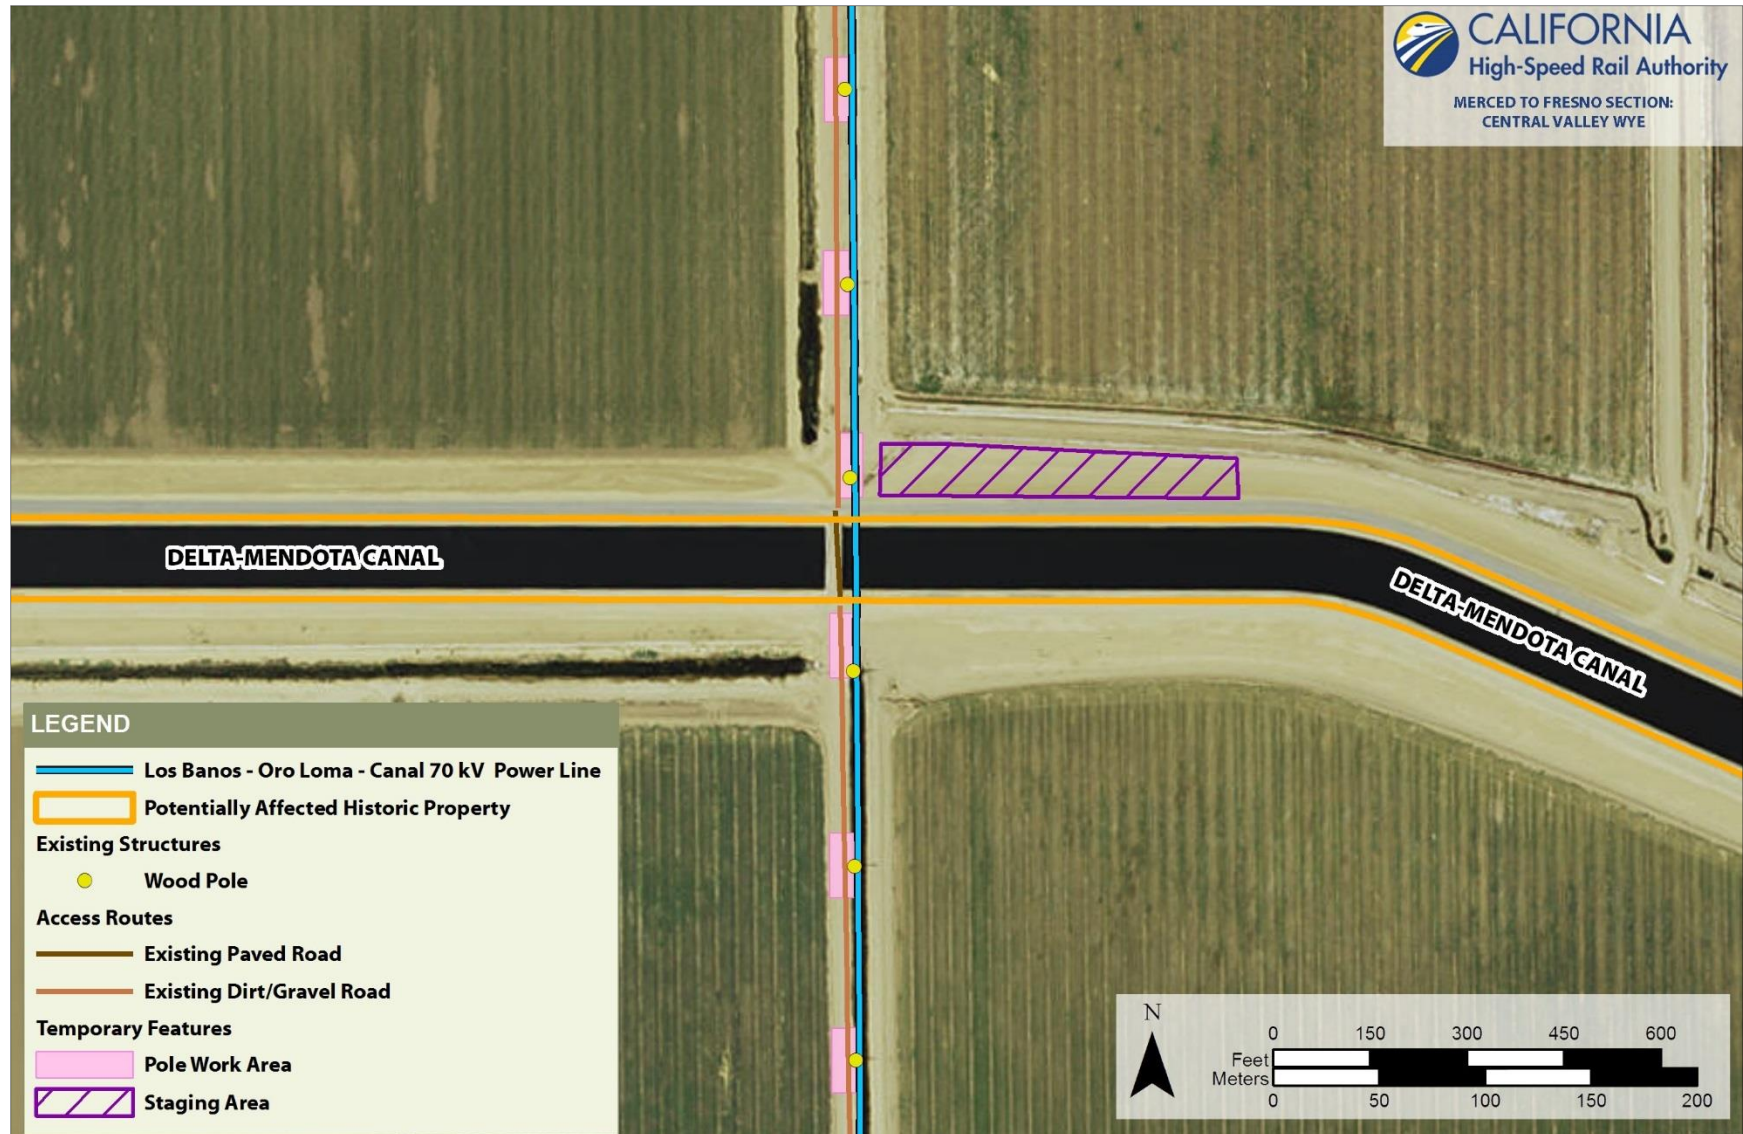 CALIFORNIA
High-Speed Rail Authority
MERCED TO FRESNO SECTION:
CENTRAL VALLEY WYE
DELTA-MENDOTA CANAL
DELTA-MENDOTA CANAL
LEGEND
Los Banos - Oro Loma - Canal 70 kV Power Line
Potentially Affected Historic Property
Existing Structures
Wood Pole
Access Routes
Existing Paved Road
Existing Dirt/Gravel Road
Temporary Features
Pole Work Area
Staging Area
N
0 150 300 450 600
Feet
Meters
0 50 100 150 200